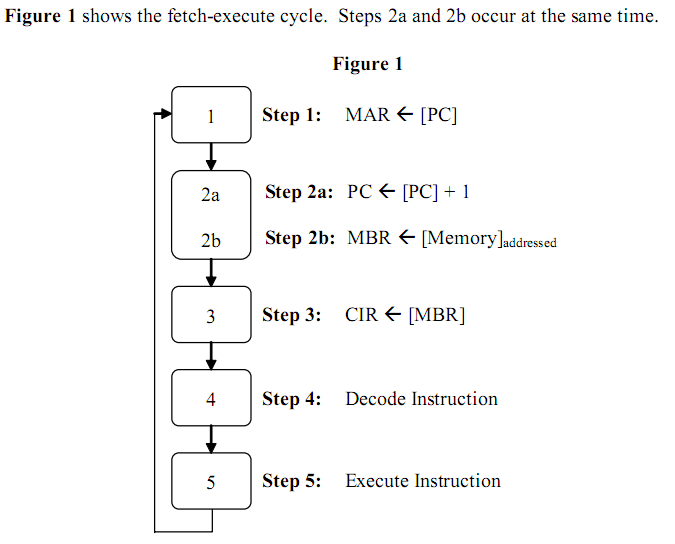 Figure 1 shows the fetch-execute cycle. Steps 2a and 2b occur at the same time.
Figure 1
1 Step 1: MAR ← [PC]
2a Step 2a: PC ← [PC] + 1
2b Step 2b: MBR ← [Memory]addressed
3 Step 3: CIR ← [MBR]
4 Step 4: Decode Instruction
5 Step 5: Execute Instruction